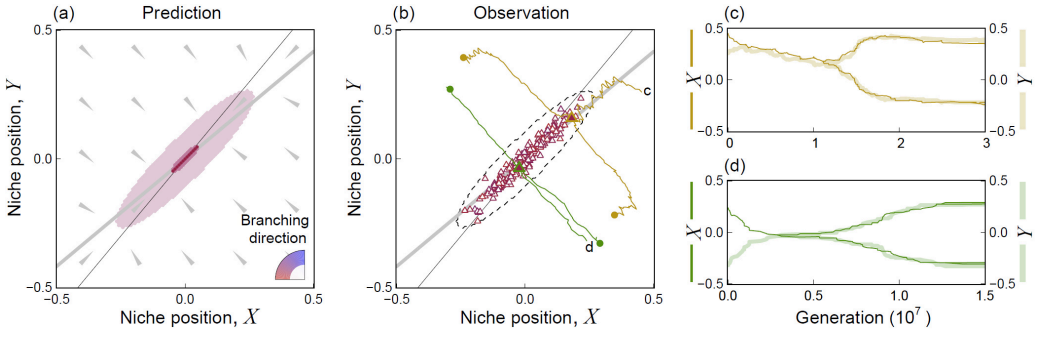 (a) Prediction
0.5
0.0
−0.5
−0.5 0.0 0.5
Niche position, Y
Niche position, X
Branching
direction
(b) Observation
0.5
0.0
−0.5
−0.5 0.0 0.5
Niche position, Y
Niche position, X
c
d
(c)
0.5
0.0
−0.5
X
0.5
0.0
−0.5
Y
0 1 2 3
(d)
0.5
0.0
−0.5
X
0.5
0.0
−0.5
Y
0.0 0.5 1.0 1.5
Generation (10⁷ )